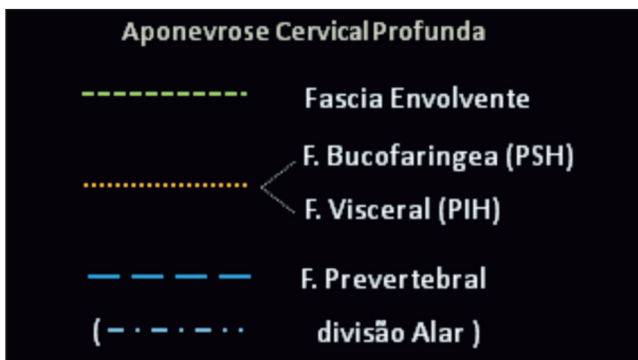 Aponevrose Cervical Profunda
Fascia Envolvente
F. Bucofaringea (PSH)
F. Visceral (PIH)
F. Prevertebral
( divisão Alar )